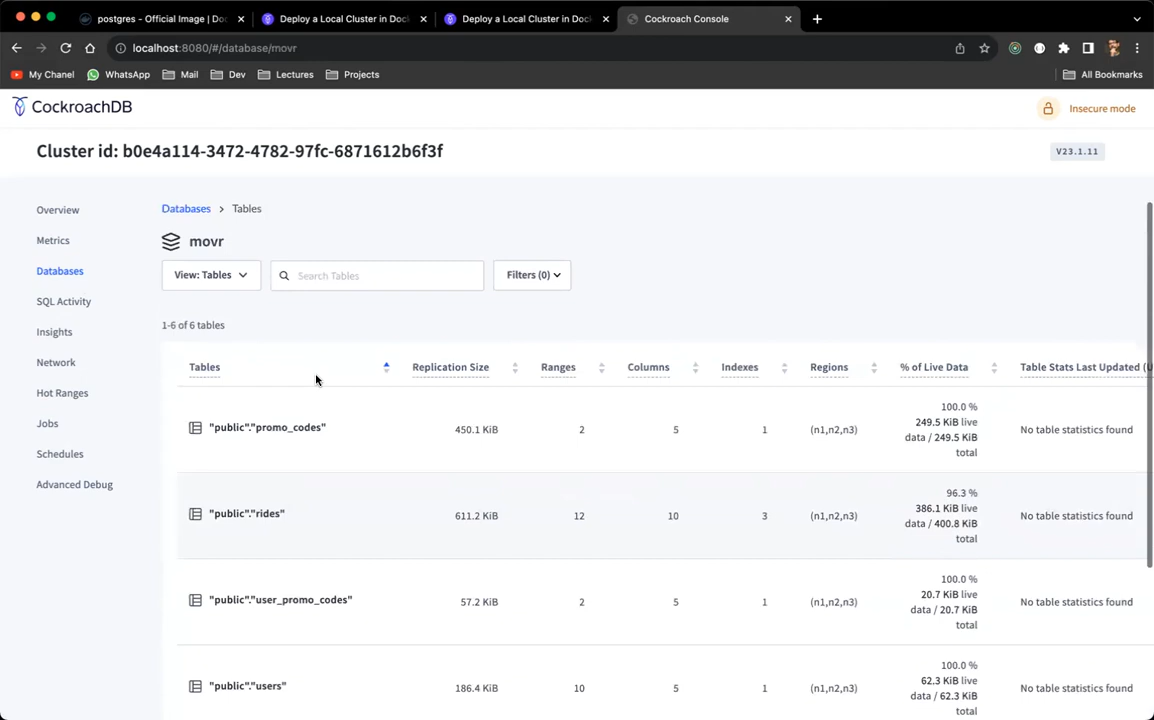 postgres - Official Image | Doc
Deploy a Local Cluster in Dock
Deploy a Local Cluster in Dock
Cockroach Console
localhost:8080/#/database/movr
My Chanel
WhatsApp
Mail
Dev
Lectures
Projects
All Bookmarks
CockroachDB
Insecure mode
Cluster id: b0e4a114-3472-4782-97fc-6871612b6f3f
V23.1.11
Overview
Metrics
Databases
SQL Activity
Insights
Network
Hot Ranges
Jobs
Schedules
Advanced Debug
Databases > Tables
movr
View: Tables
Search Tables
Filters (0)
1-6 of 6 tables
Tables Replication Size Ranges Columns Indexes Regions % of Live Data Table Stats Last Updated (U
"public"."promo_codes" 450.1 KiB 2 5 1 (n1,n2,n3) 100.0 %
249.5 KiB live
data / 249.5 KiB
total
No table statistics found
"public"."rides" 611.2 KiB 12 10 3 (n1,n2,n3) 96.3 %
386.1 KiB live
data / 400.8 KiB
total
No table statistics found
"public"."user_promo_codes" 57.2 KiB 2 5 1 (n1,n2,n3) 100.0 %
20.7 KiB live
data / 20.7 KiB
total
No table statistics found
"public"."users" 186.4 KiB 10 5 1 (n1,n2,n3) 100.0 %
62.3 KiB live
data / 62.3 KiB
total
No table statistics found